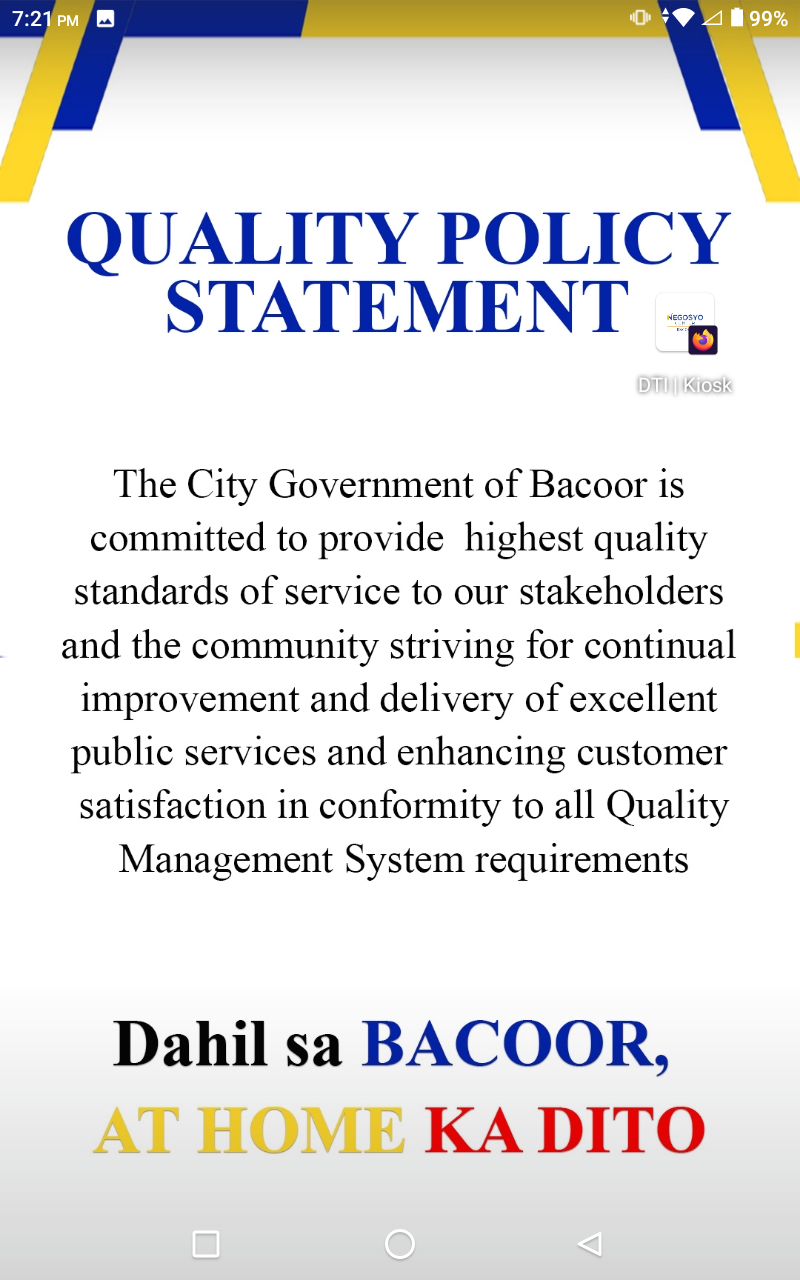 7:21 PM
99%
QUALITY POLICY
STATEMENT
NEGOSYO
DTI | Kiosk
The City Government of Bacoor is
committed to provide  highest quality
standards of service to our stakeholders
and the community striving for continual
improvement and delivery of excellent
public services and enhancing customer
satisfaction in conformity to all Quality
Management System requirements
Dahil sa BACOOR,
AT HOME KA DITO